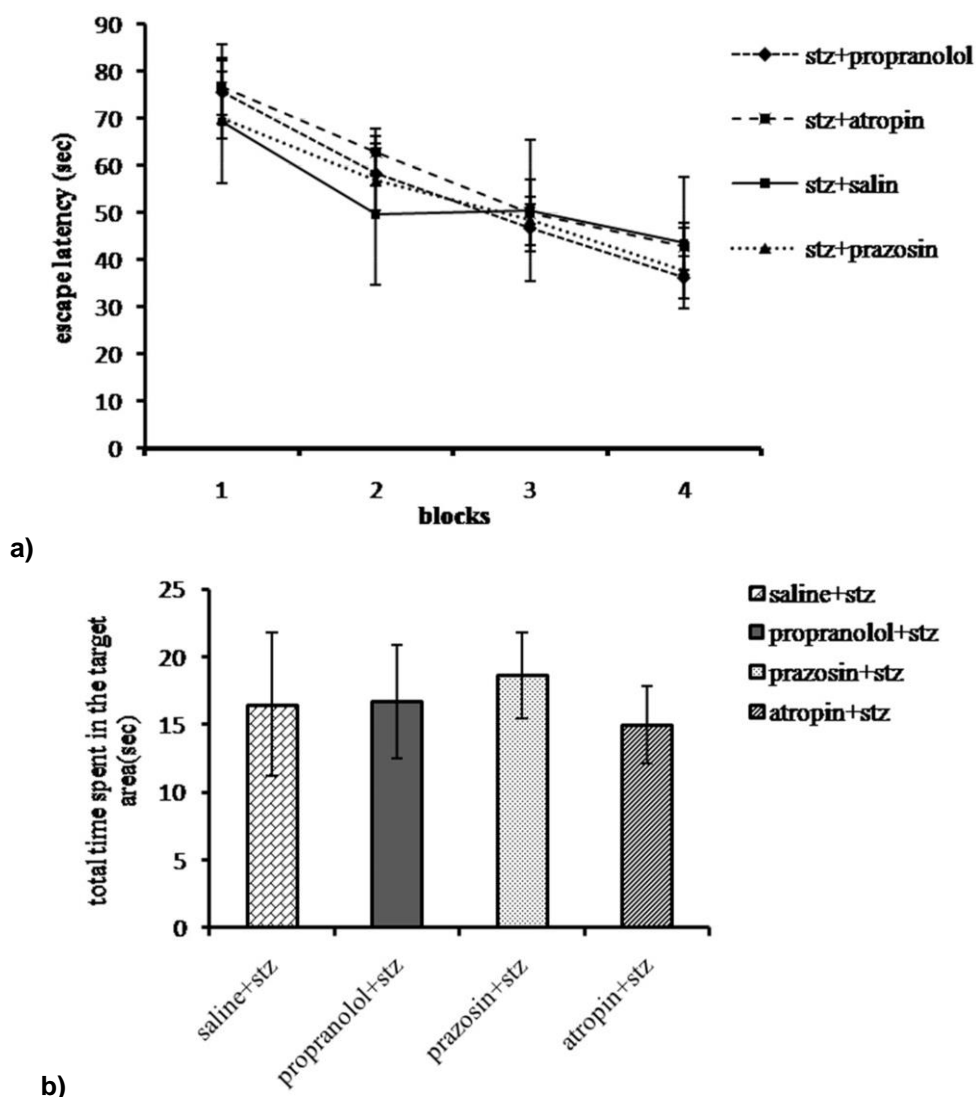 90
80
70
60
50
40
30
20
10
0
escape latency (sec)
1 2 3 4
blocks
stz+propranolol
stz+atropin
stz+salin
stz+prazosin
a)
25
20
15
10
5
0
total time spent in the target
area(sec)
saline+stz
propranolol+stz
prazosin+stz
atropin+stz
saline+stz
propranolol+stz
prazosin+stz
atropin+stz
b)